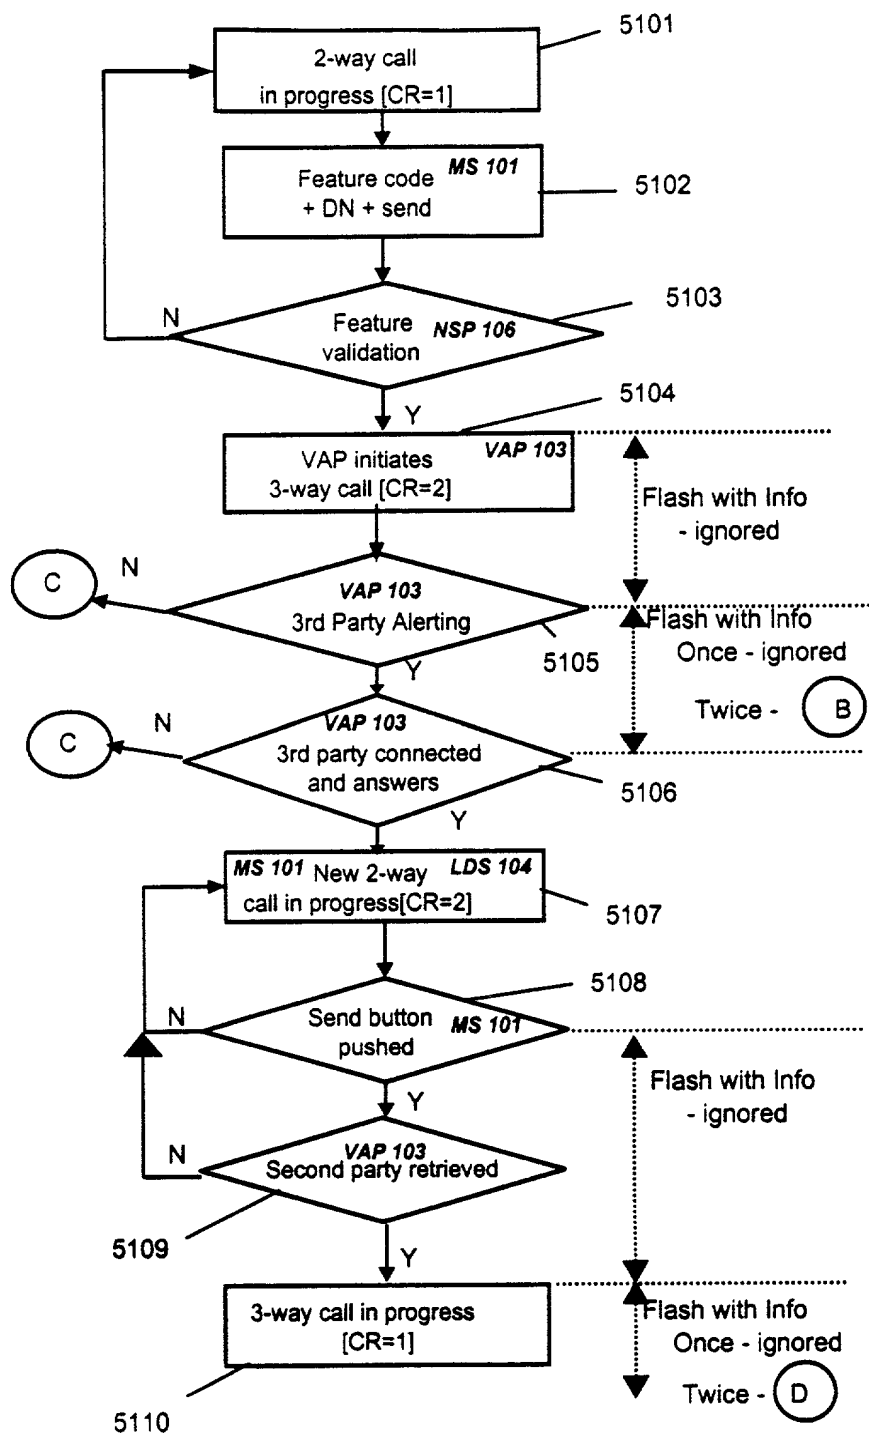 5101
2-way call
in progress [CR=1]
MS 101
Feature code
+ DN + send
5102
5103
N
Feature
validation
NSP 106
Y
5104
VAP initiates
VAP 103
3-way call [CR=2]
Flash with Info
- ignored
C
N
VAP 103
3rd Party Alerting
5105
Y
Flash with Info
Once - ignored
Twice - B
C
N
VAP 103
3rd party connected
and answers
5106
Y
MS 101 New 2-way LDS 104
call in progress[CR=2]
5107
5108
N
Send button
pushed
MS 101
Y
Flash with Info
- ignored
N
VAP 103
Second party retrieved
5109
Y
3-way call in progress
[CR=1]
5110
Flash with Info
Once - ignored
Twice - D